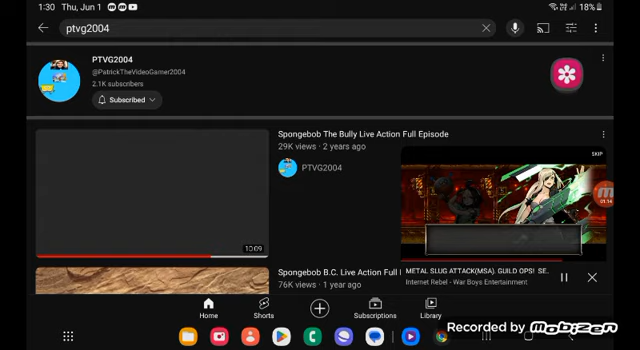 1:30 Thu, Jun 1
18%
ptvg2004
PTVG2004
@PatrickTheVideoGamer2004
2.1K subscribers
Subscribed
Spongebob The Bully Live Action Full Episode
29K views · 2 years ago
PTVG2004
10:09
SKIP
01:14
Spongebob B.C. Live Action Full
76K views · 1 year ago
METAL SLUG ATTACK(MSA). GUILD OPS! SE..
Internet Rebel - War Boys Entertainment
Home
Shorts
Subscriptions
Library
Recorded by mobizen